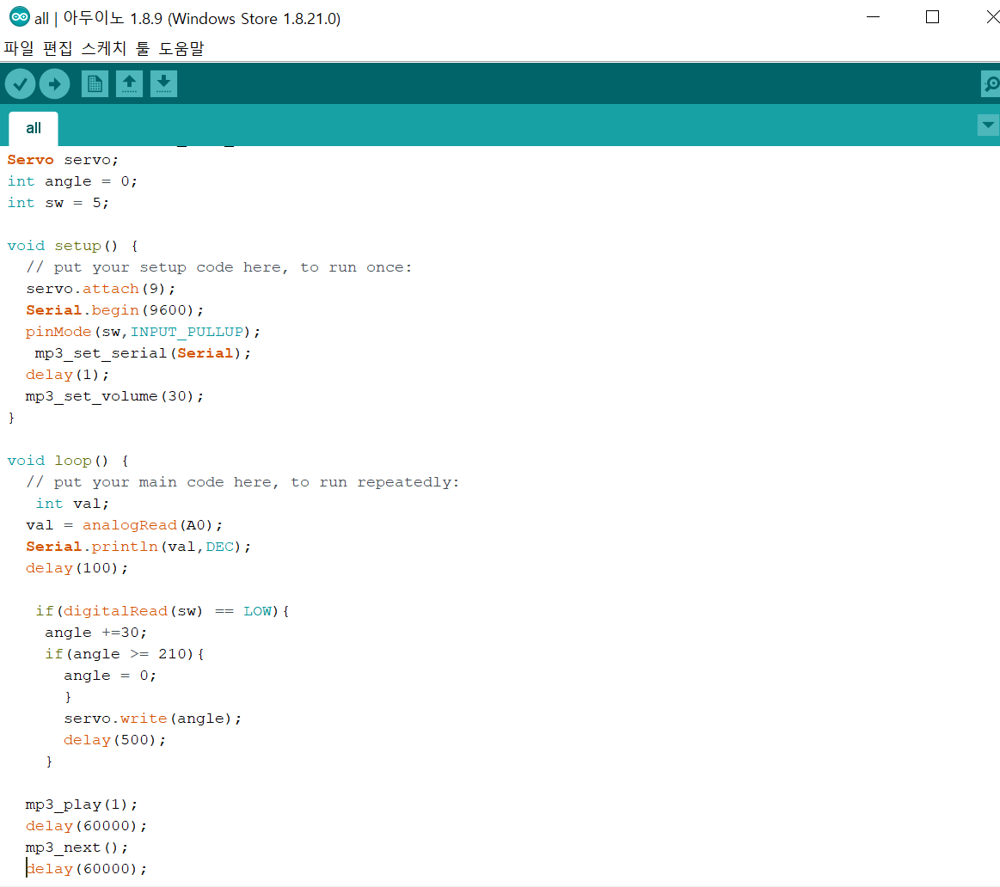 all | 아두이노 1.8.9 (Windows Store 1.8.21.0)
파일 편집 스케치 툴 도움말
all
Servo servo;
int angle = 0;
int sw = 5;
void setup() {
  // put your setup code here, to run once:
  servo.attach(9);
  Serial.begin(9600);
  pinMode(sw,INPUT_PULLUP);
   mp3_set_serial(Serial);
  delay(1);
  mp3_set_volume(30);
}
void loop() {
  // put your main code here, to run repeatedly:
   int val;
  val = analogRead(A0);
  Serial.println(val,DEC);
  delay(100);
   if(digitalRead(sw) == LOW){
    angle +=30;
    if(angle >= 210){
      angle = 0;
      }
      servo.write(angle);
      delay(500);
    }
  mp3_play(1);
  delay(60000);
  mp3_next();
  delay(60000);